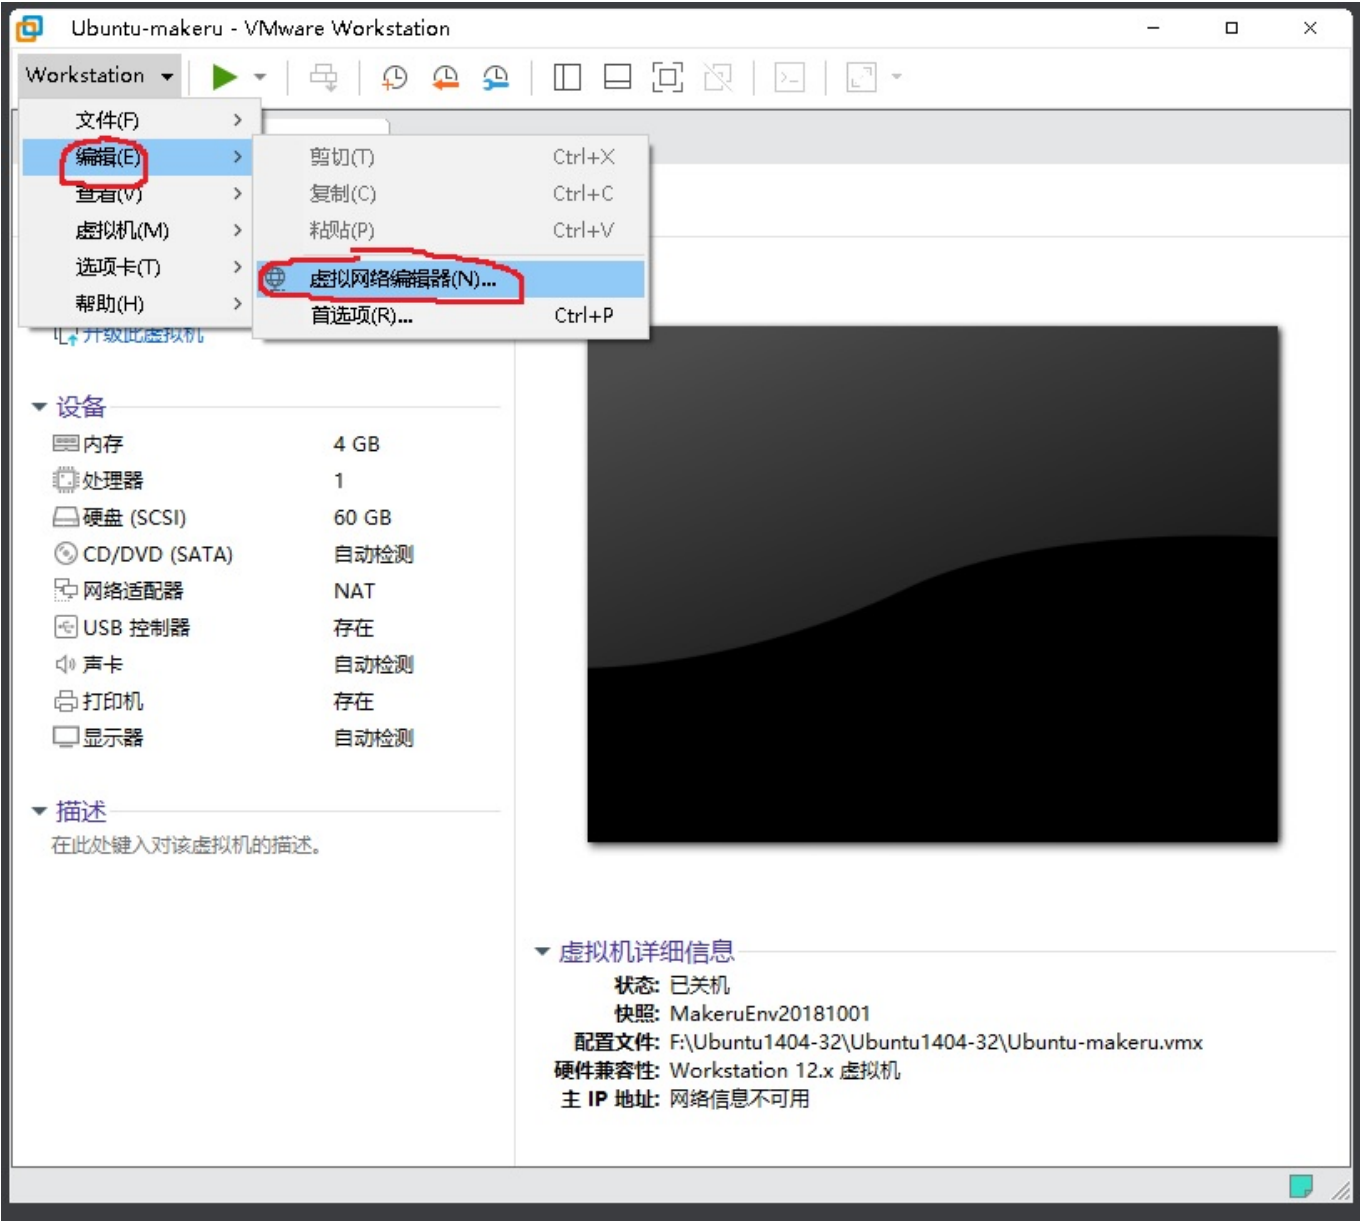 Ubuntu-makeru - VMware Workstation
Workstation
文件(F)
编辑(E)
剪切(T) Ctrl+X
查看(V)
复制(C) Ctrl+C
虚拟机(M)
粘贴(P) Ctrl+V
选项卡(T)
虚拟网络编辑器(N)...
帮助(H)
首选项(R)... Ctrl+P
升级此虚拟机
设备
内存 4 GB
处理器 1
硬盘 (SCSI) 60 GB
CD/DVD (SATA) 自动检测
网络适配器 NAT
USB 控制器 存在
声卡 自动检测
打印机 存在
显示器 自动检测
描述
在此处键入对该虚拟机的描述。
虚拟机详细信息
状态: 已关机
快照: MakeruEnv20181001
配置文件: F:\Ubuntu1404-32\Ubuntu1404-32\Ubuntu-makeru.vmx
硬件兼容性: Workstation 12.x 虚拟机
主 IP 地址: 网络信息不可用